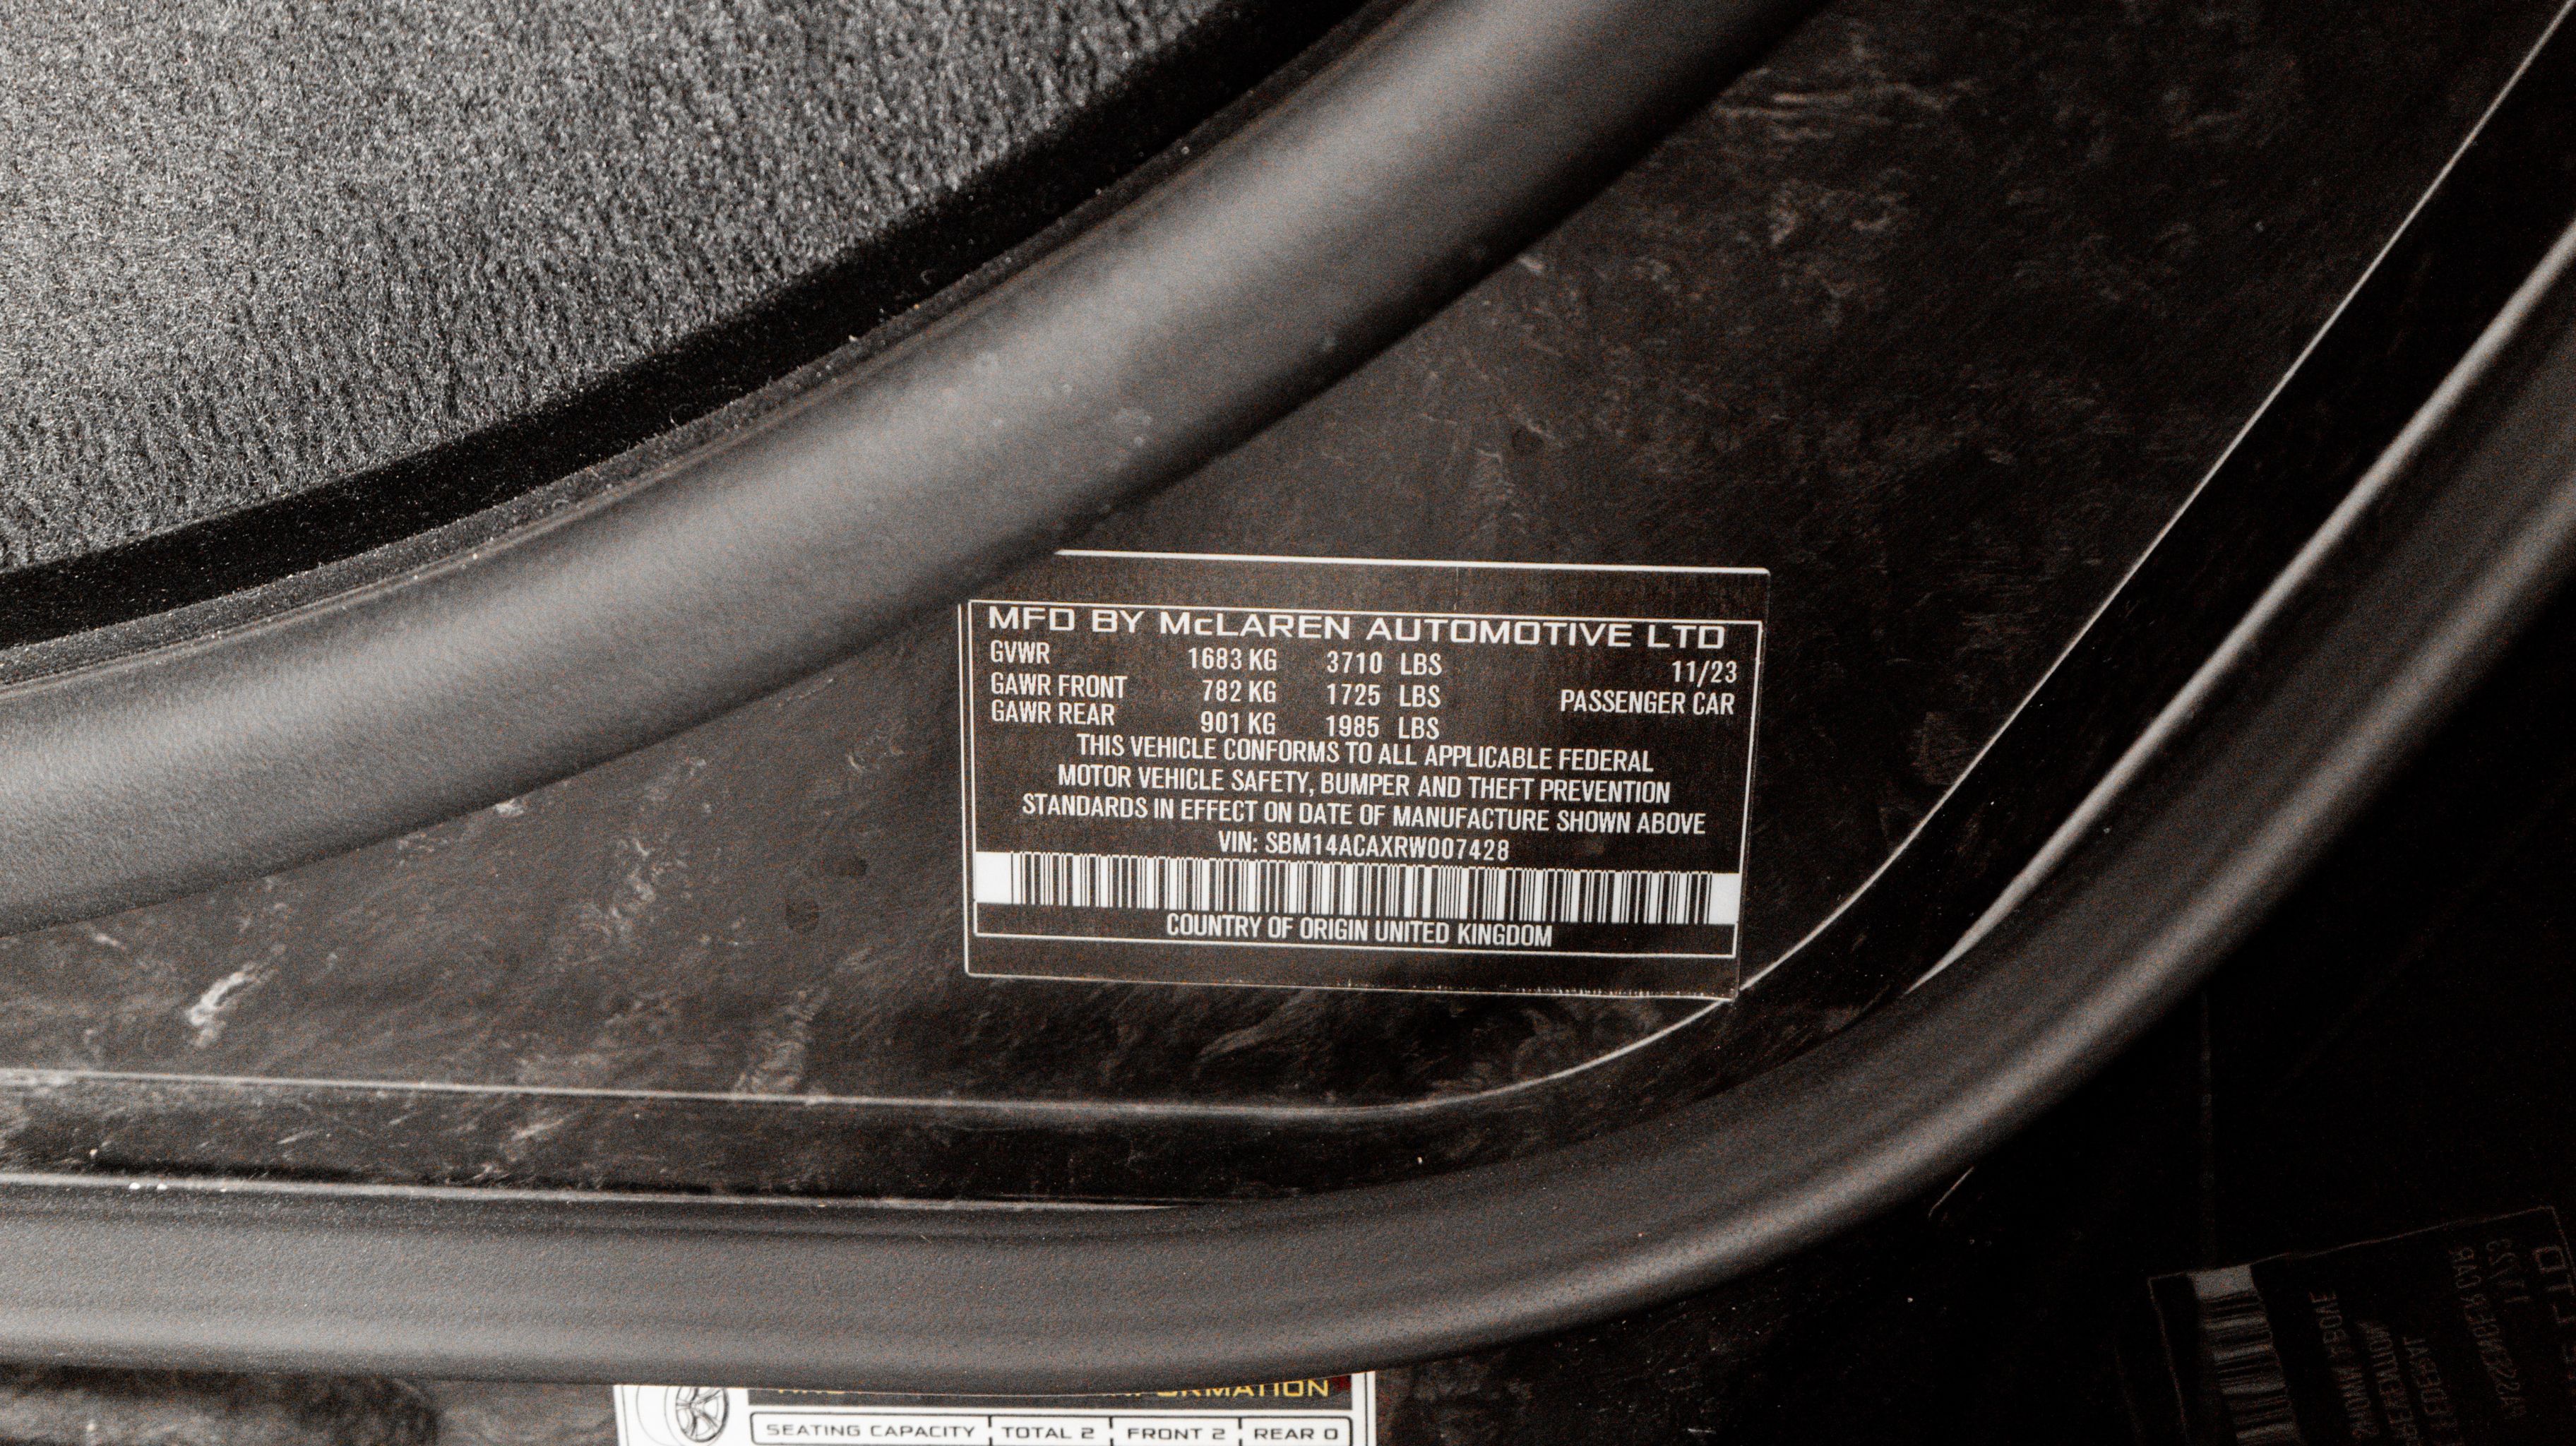 MFD BY McLAREN AUTOMOTIVE LTD
GVWR 1683 KG 3710 LBS 11/23
GAWR FRONT 782 KG 1725 LBS PASSENGER CAR
GAWR REAR 901 KG 1985 LBS
THIS VEHICLE CONFORMS TO ALL APPLICABLE FEDERAL
MOTOR VEHICLE SAFETY, BUMPER AND THEFT PREVENTION
STANDARDS IN EFFECT ON DATE OF MANUFACTURE SHOWN ABOVE
VIN: SBM14ACAXRW007428
COUNTRY OF ORIGIN UNITED KINGDOM
SEATING CAPACITY TOTAL 2 FRONT 2 REAR 0